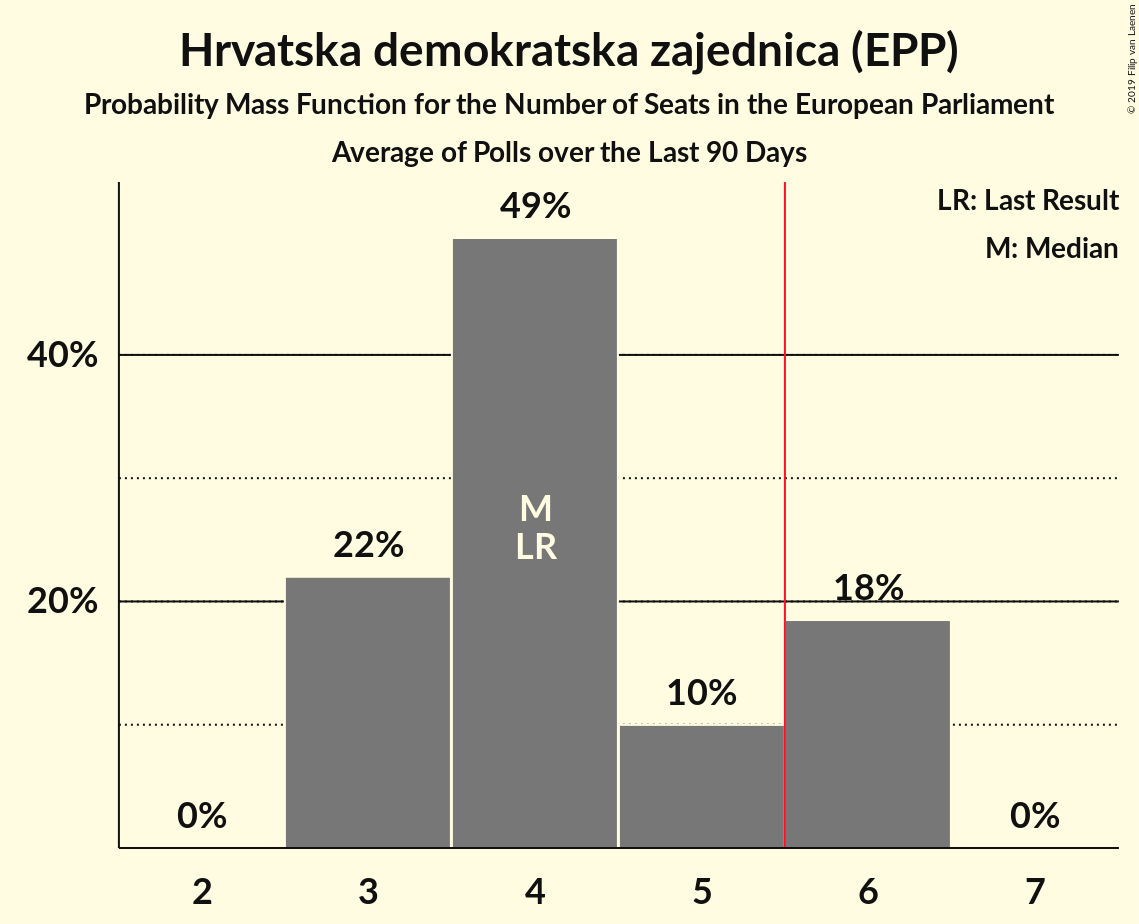 Hrvatska demokratska zajednica (EPP)
Probability Mass Function for the Number of Seats in the European Parliament
Average of Polls over the Last 90 Days
© 2019 Filip van Laenen
LR: Last Result
M: Median
49%
40%
M
LR
22%
20%
18%
10%
0%
0%
2
3
4
5
6
7